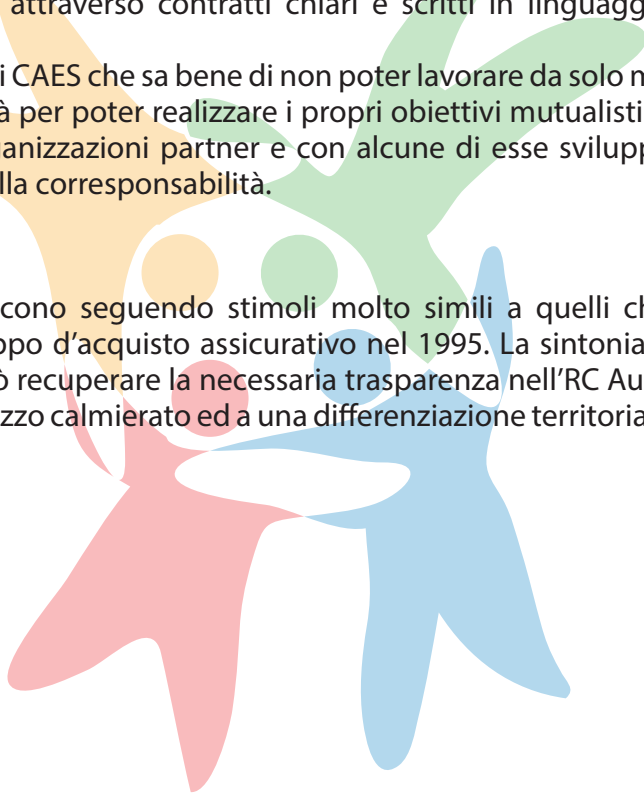 attraverso contratti chiari e scritti in linguagg
i CAES che sa bene di non poter lavorare da solo m
à per poter realizzare i propri obiettivi mutualisti
ganizzazioni partner e con alcune di esse svilupp
lla corresponsabilità.
cono seguendo stimoli molto simili a quelli ch
ppo d’acquisto assicurativo nel 1995. La sintonia
ò recuperare la necessaria trasparenza nell’RC Au
zzo calmierato ed a una differenziazione territoria